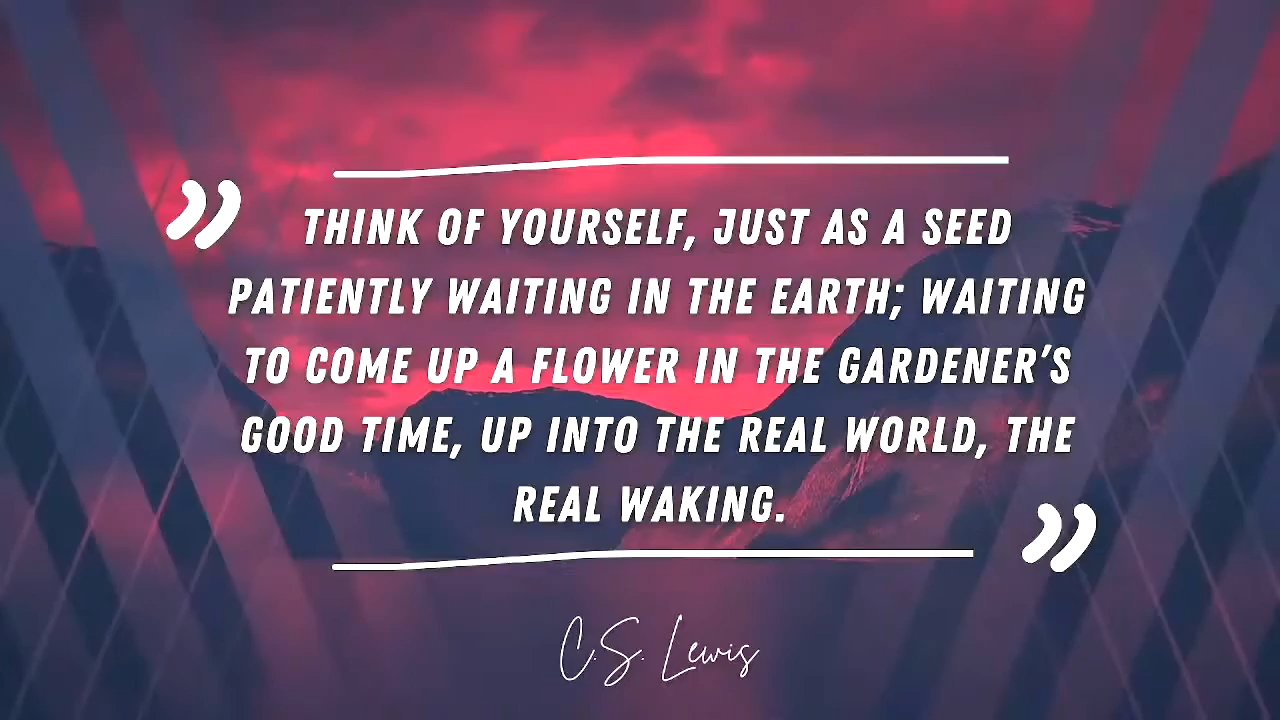 ”
THINK OF YOURSELF, JUST AS A SEED
PATIENTLY WAITING IN THE EARTH; WAITING
TO COME UP A FLOWER IN THE GARDENER’S
GOOD TIME, UP INTO THE REAL WORLD, THE
REAL WAKING.
”
C.S. Lewis